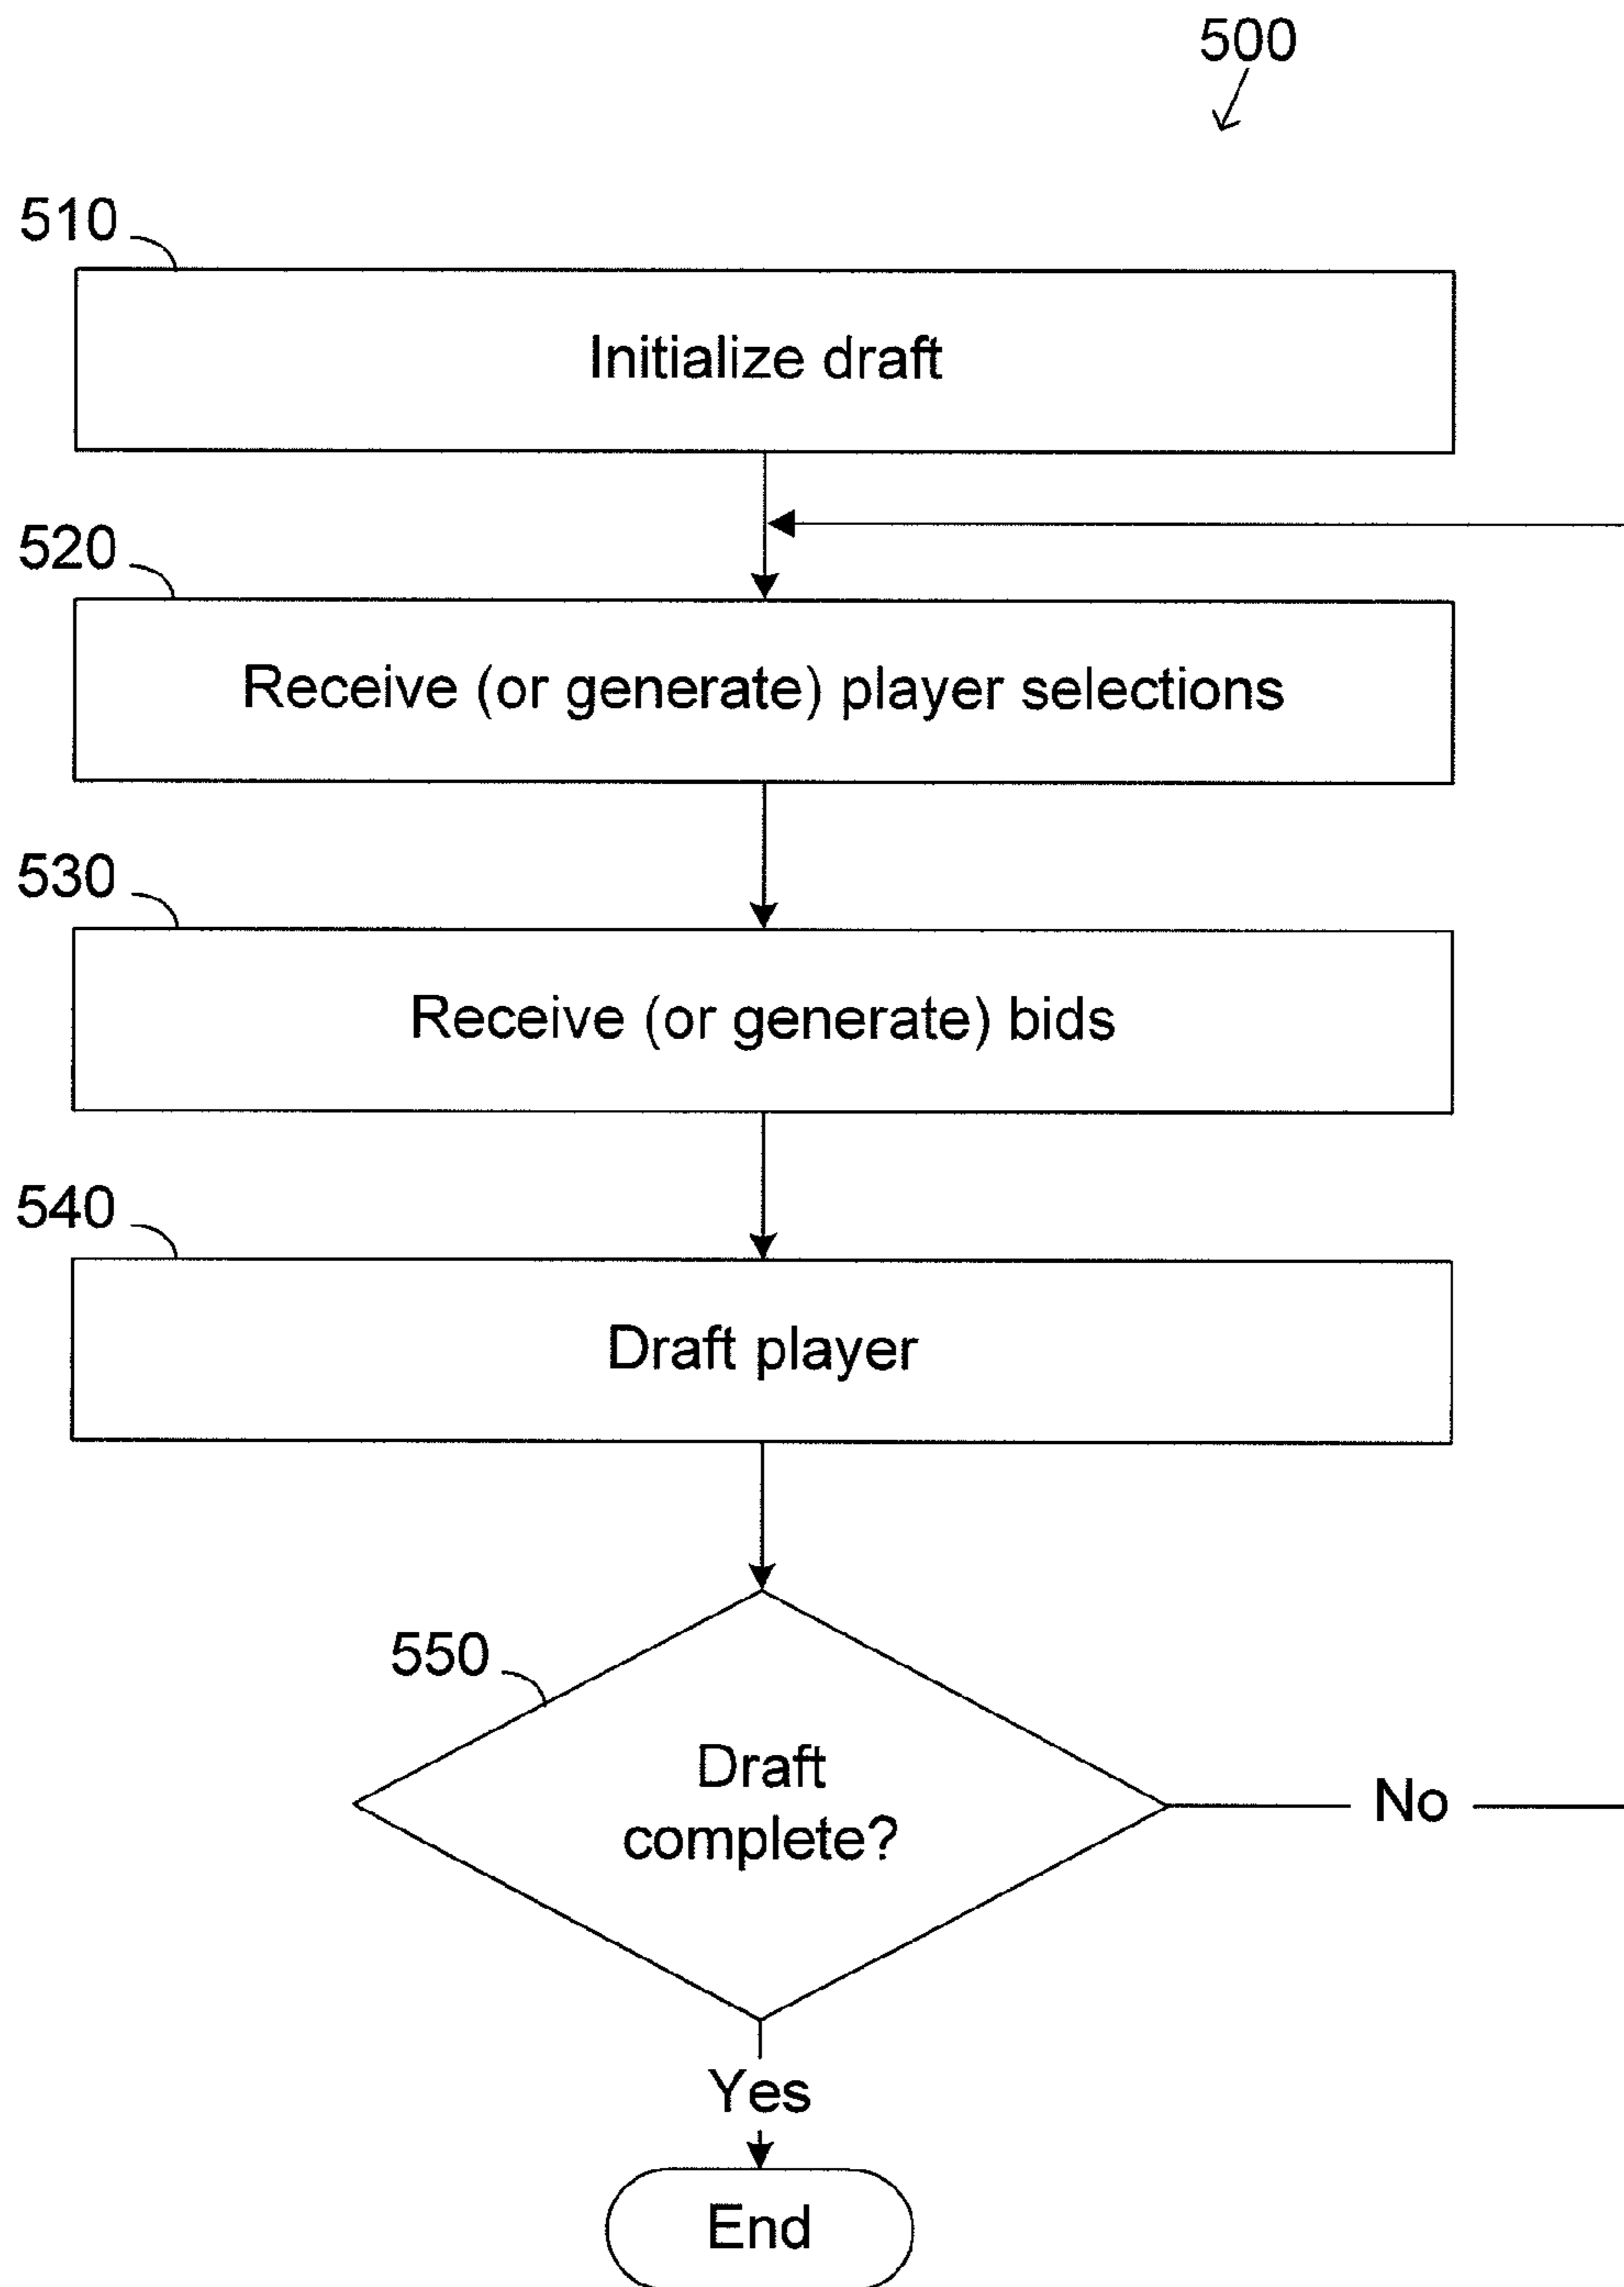 500
510
Initialize draft
520
Receive (or generate) player selections
530
Receive (or generate) bids
540
Draft player
550
Draft
complete?
No
Yes
End